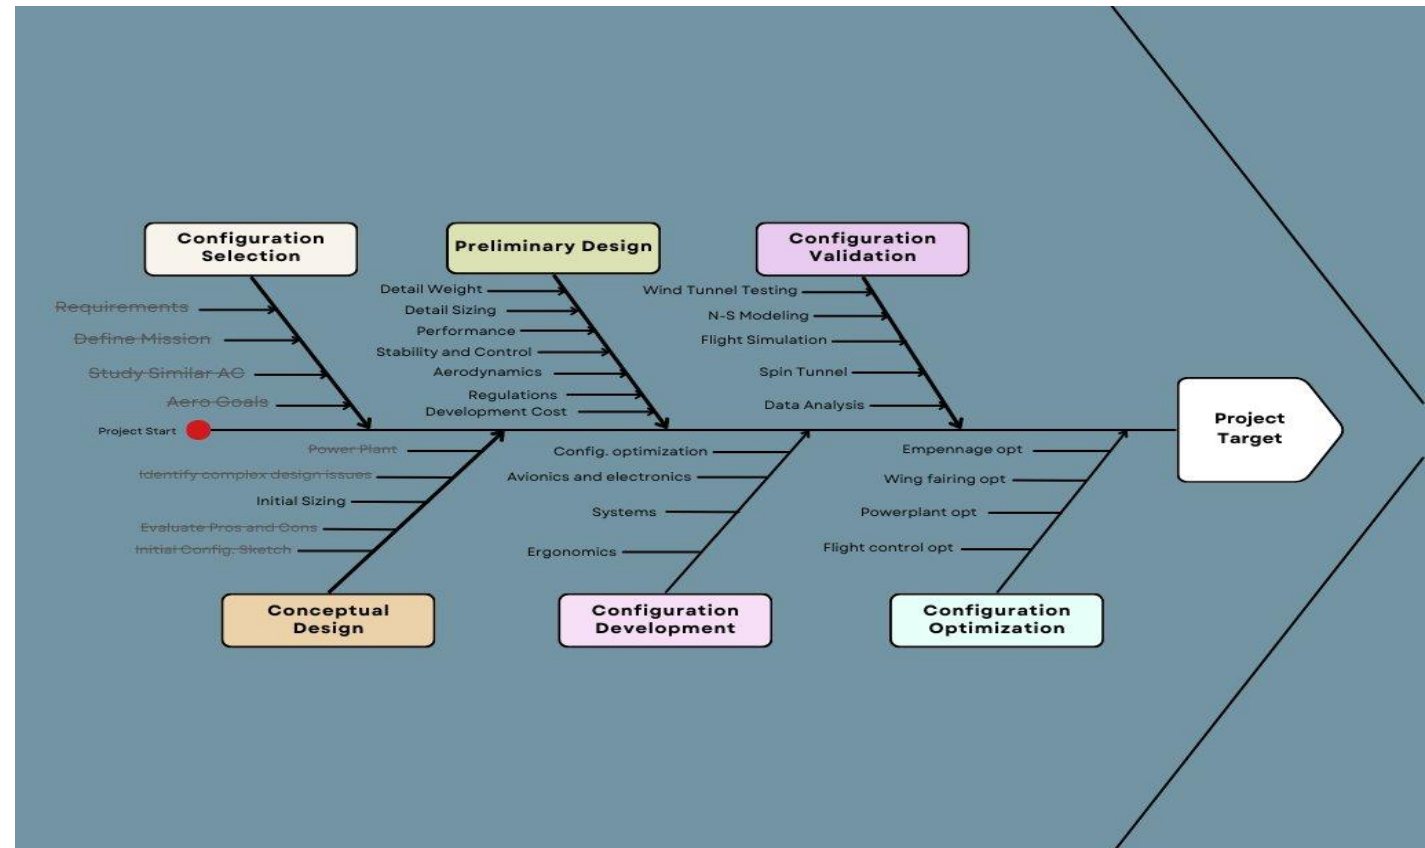 Configuration
Selection
Requirements
Define Mission
Study Similar AC
Aero Goals
Preliminary Design
Detail Weight
Detail Sizing
Performance
Stability and Control
Aerodynamics
Regulations
Development Cost
Configuration
Validation
Wind Tunnel Testing
N-S Modeling
Flight Simulation
Spin Tunnel
Data Analysis
Project Start
Project
Target
Power Plant
Identify complex design issues
Initial Sizing
Evaluate Pros and Cons
Initial Config. Sketch
Conceptual
Design
Config. optimization
Avionics and electronics
Systems
Ergonomics
Configuration
Development
Empennage opt
Wing fairing opt
Powerplant opt
Flight control opt
Configuration
Optimization